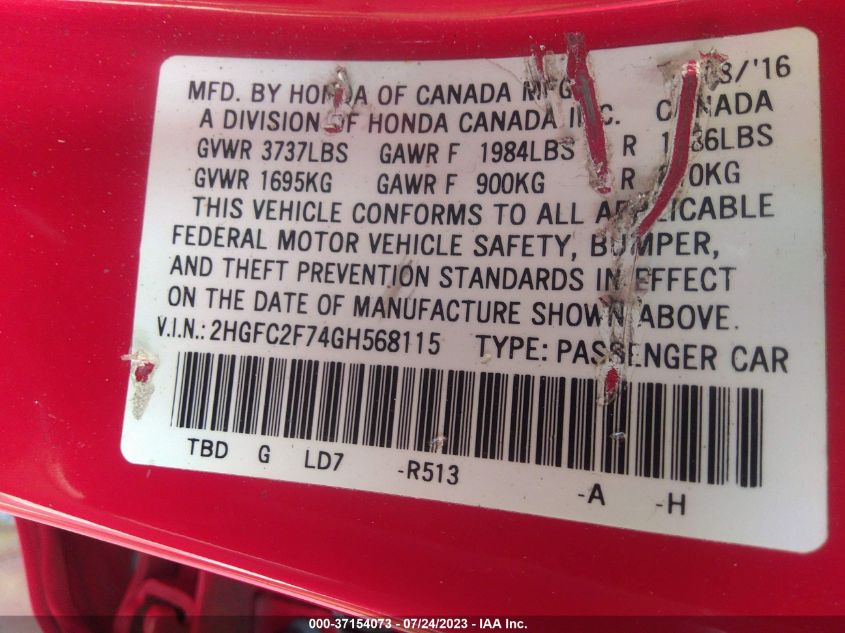 MFD. BY HONDA OF CANADA MFG /'16
A DIVISION OF HONDA CANADA INC. CANADA
GVWR 3737LBS GAWR F 1984LBS R
GVWR 1695KG GAWR F 900KG R
THIS VEHICLE CONFORMS TO ALL APPLICABLE
FEDERAL MOTOR VEHICLE SAFETY, BUMPER,
AND THEFT PREVENTION STANDARDS IN EFFECT
ON THE DATE OF MANUFACTURE SHOWN ABOVE.
V.I.N.: 2HGFC2F74GH568115 TYPE: PASSENGER CAR
TBD G LD7 -R513 -A -H
000-37154073 - 07/24/2023 - IAA Inc.